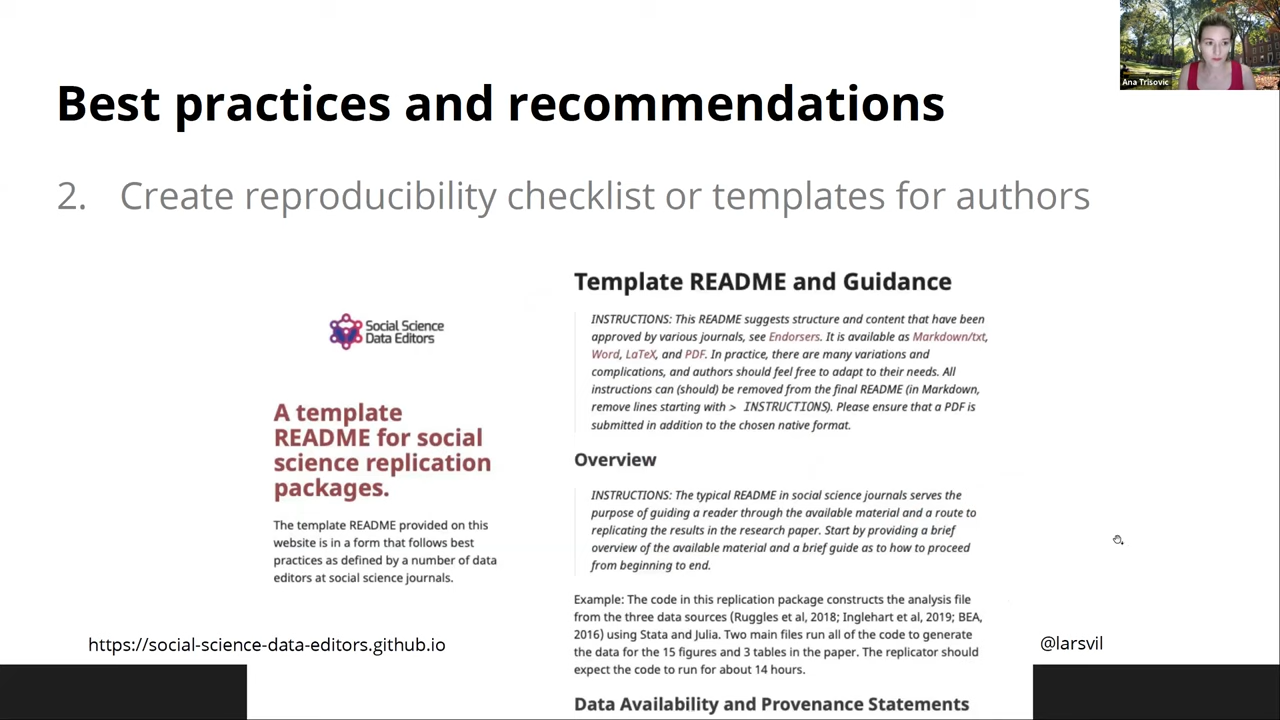 Ana Trisovic
Best practices and recommendations
2. Create reproducibility checklist or templates for authors
Social Science
Data Editors
A template
README for social
science replication
packages.
The template README provided on this
website is in a form that follows best
practices as defined by a number of data
editors at social science journals.
Template README and Guidance
INSTRUCTIONS: This README suggests structure and content that have been
approved by various journals, see Endorsers. It is available as Markdown/txt,
Word, LaTeX, and PDF. In practice, there are many variations and
complications, and authors should feel free to adapt to their needs. All
instructions can (should) be removed from the final README (in Markdown,
remove lines starting with > INSTRUCTIONS). Please ensure that a PDF is
submitted in addition to the chosen native format.
Overview
INSTRUCTIONS: The typical README in social science journals serves the
purpose of guiding a reader through the available material and a route to
replicating the results in the research paper. Start by providing a brief
overview of the available material and a brief guide as to how to proceed
from beginning to end.
Example: The code in this replication package constructs the analysis file
from the three data sources (Ruggles et al, 2018; Inglehart et al, 2019; BEA,
2016) using Stata and Julia. Two main files run all of the code to generate
the data for the 15 figures and 3 tables in the paper. The replicator should
expect the code to run for about 14 hours.
Data Availability and Provenance Statements
https://social-science-data-editors.github.io
@larsvil